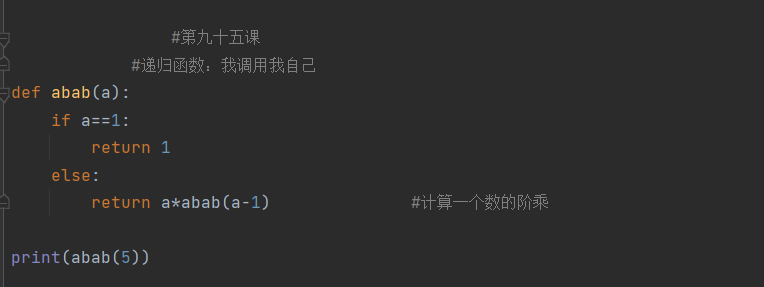 #第九十五课
#递归函数：我调用我自己
def abab(a):
    if a==1:
        return 1
    else:
        return a*abab(a-1)              #计算一个数的阶乘
print(abab(5))